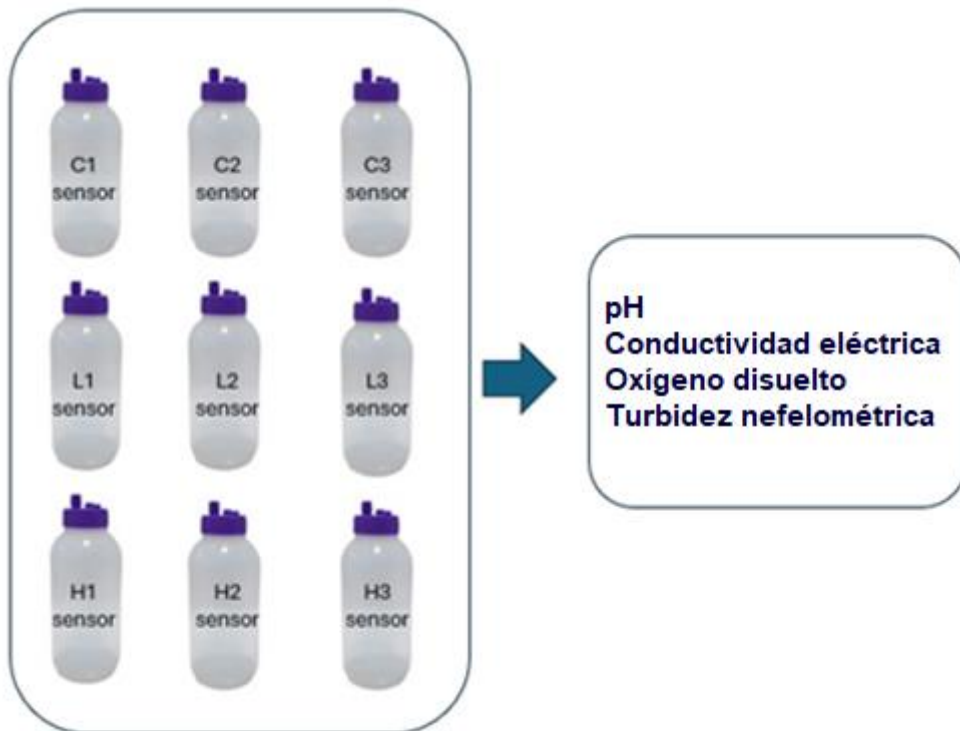 C1
sensor
C2
sensor
C3
sensor
L1
sensor
L2
sensor
L3
sensor
H1
sensor
H2
sensor
H3
sensor
pH
Conductividad eléctrica
Oxígeno disuelto
Turbidez nefelométrica